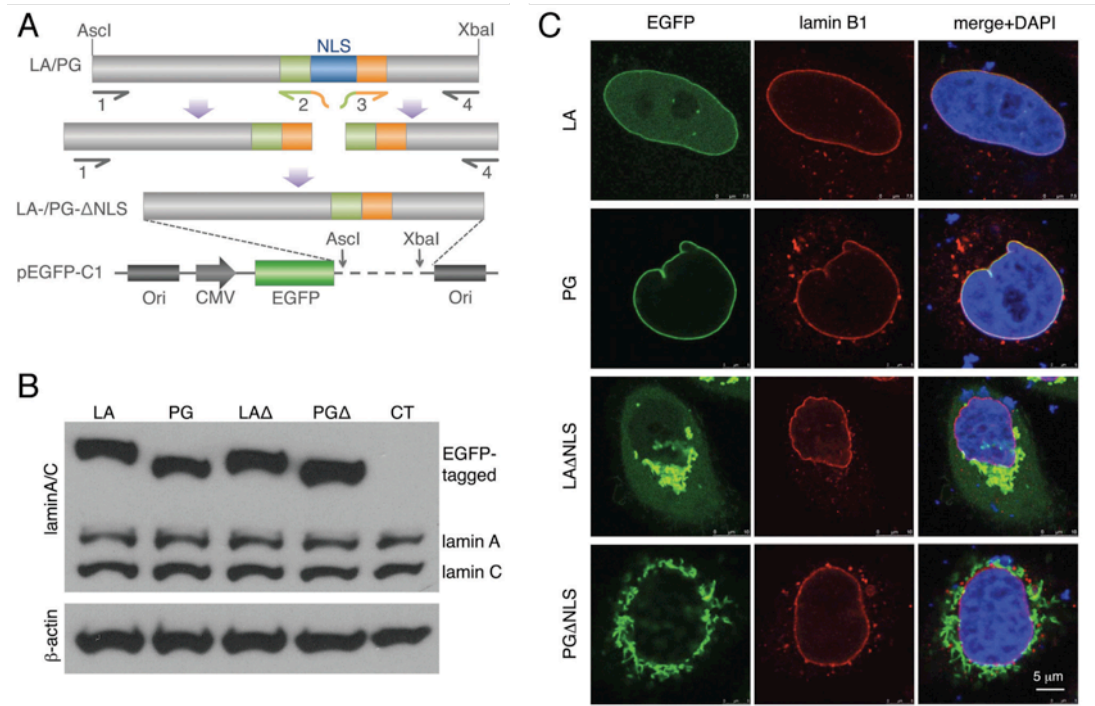 A
AscI
XbaI
NLS
LA/PG
1
2
3
4
1
4
LA-/PG-ΔNLS
AscI
XbaI
pEGFP-C1
Ori
CMV
EGFP
Ori
B
LA
PG
LAΔ
PGΔ
CT
laminA/C
EGFP-
tagged
lamin A
lamin C
β-actin
C
EGFP
lamin B1
merge+DAPI
LA
PG
LAΔNLS
PGΔNLS
5 μm